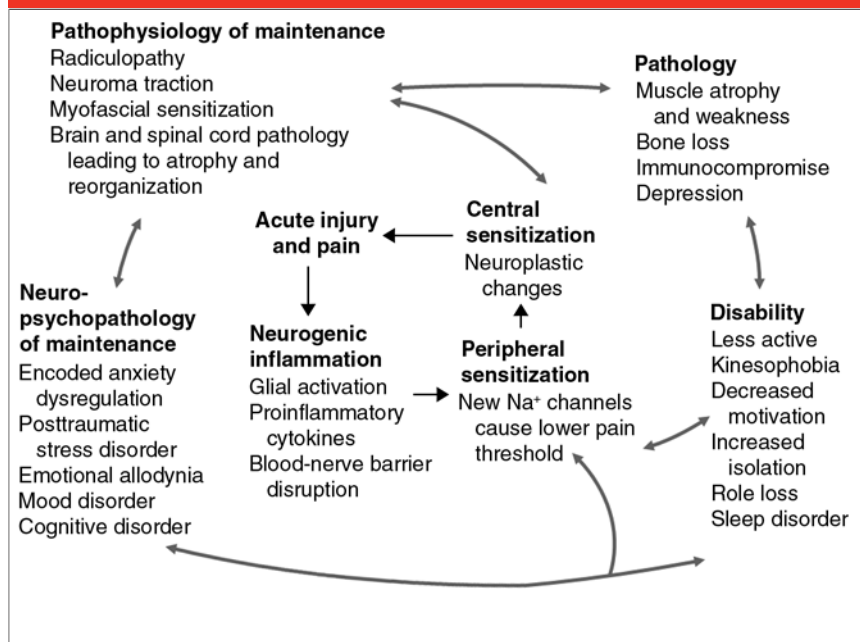 Pathophysiology of maintenance
Radiculopathy
Neuroma traction
Myofascial sensitization
Brain and spinal cord pathology
leading to atrophy and
reorganization
Pathology
Muscle atrophy
and weakness
Bone loss
Immunocompromise
Depression
Acute injury
and pain
Central
sensitization
Neuroplastic
changes
Neuro-
psychopathology
of maintenance
Encoded anxiety
dysregulation
Posttraumatic
stress disorder
Emotional allodynia
Mood disorder
Cognitive disorder
Neurogenic
inflammation
Glial activation
Proinflammatory
cytokines
Blood-nerve barrier
disruption
Peripheral
sensitization
New Na⁺ channels
cause lower pain
threshold
Disability
Less active
Kinesophobia
Decreased
motivation
Increased
isolation
Role loss
Sleep disorder